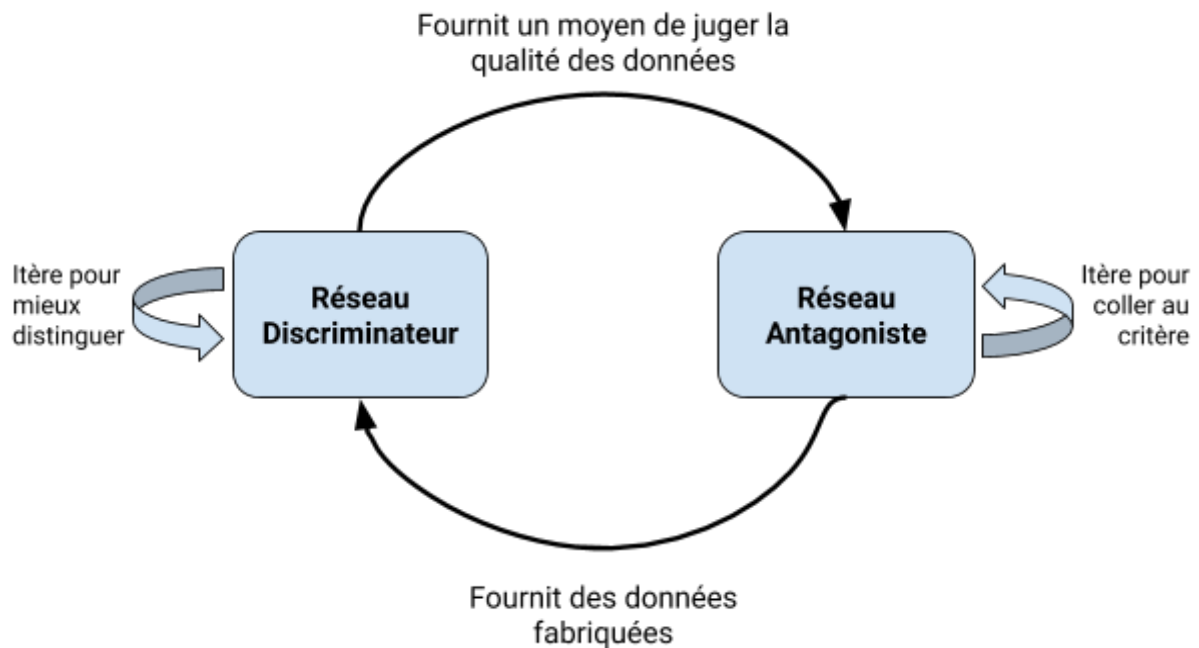 Fournit un moyen de juger la
qualité des données
Itère pour
mieux
distinguer
Réseau
Discriminateur
Réseau
Antagoniste
Itère pour
coller au
critère
Fournit des données
fabriquées